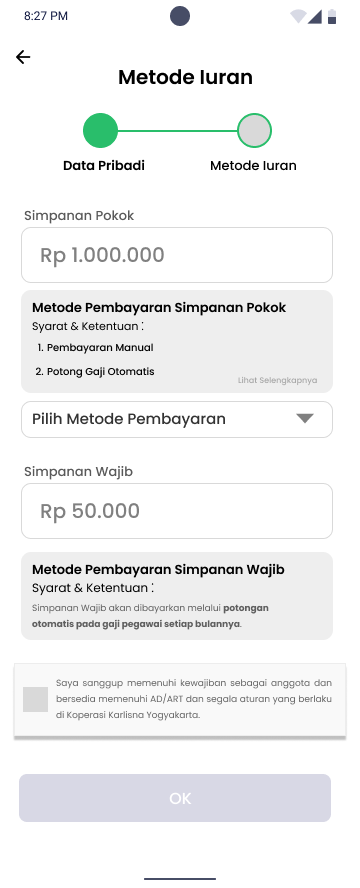 8:27 PM
Metode Iuran
Data Pribadi
Metode Iuran
Simpanan Pokok
Rp 1.000.000
Metode Pembayaran Simpanan Pokok
Syarat & Ketentuan :
1. Pembayaran Manual
2. Potong Gaji Otomatis
Lihat Selengkapnya
Pilih Metode Pembayaran
Simpanan Wajib
Rp 50.000
Metode Pembayaran Simpanan Wajib
Syarat & Ketentuan :
Simpanan Wajib akan dibayarkan melalui potongan
otomatis pada gaji pegawai setiap bulannya.
Saya sanggup memenuhi kewajiban sebagai anggota dan
bersedia memenuhi AD/ART dan segala aturan yang berlaku
di Koperasi Karlisna Yogyakarta.
OK